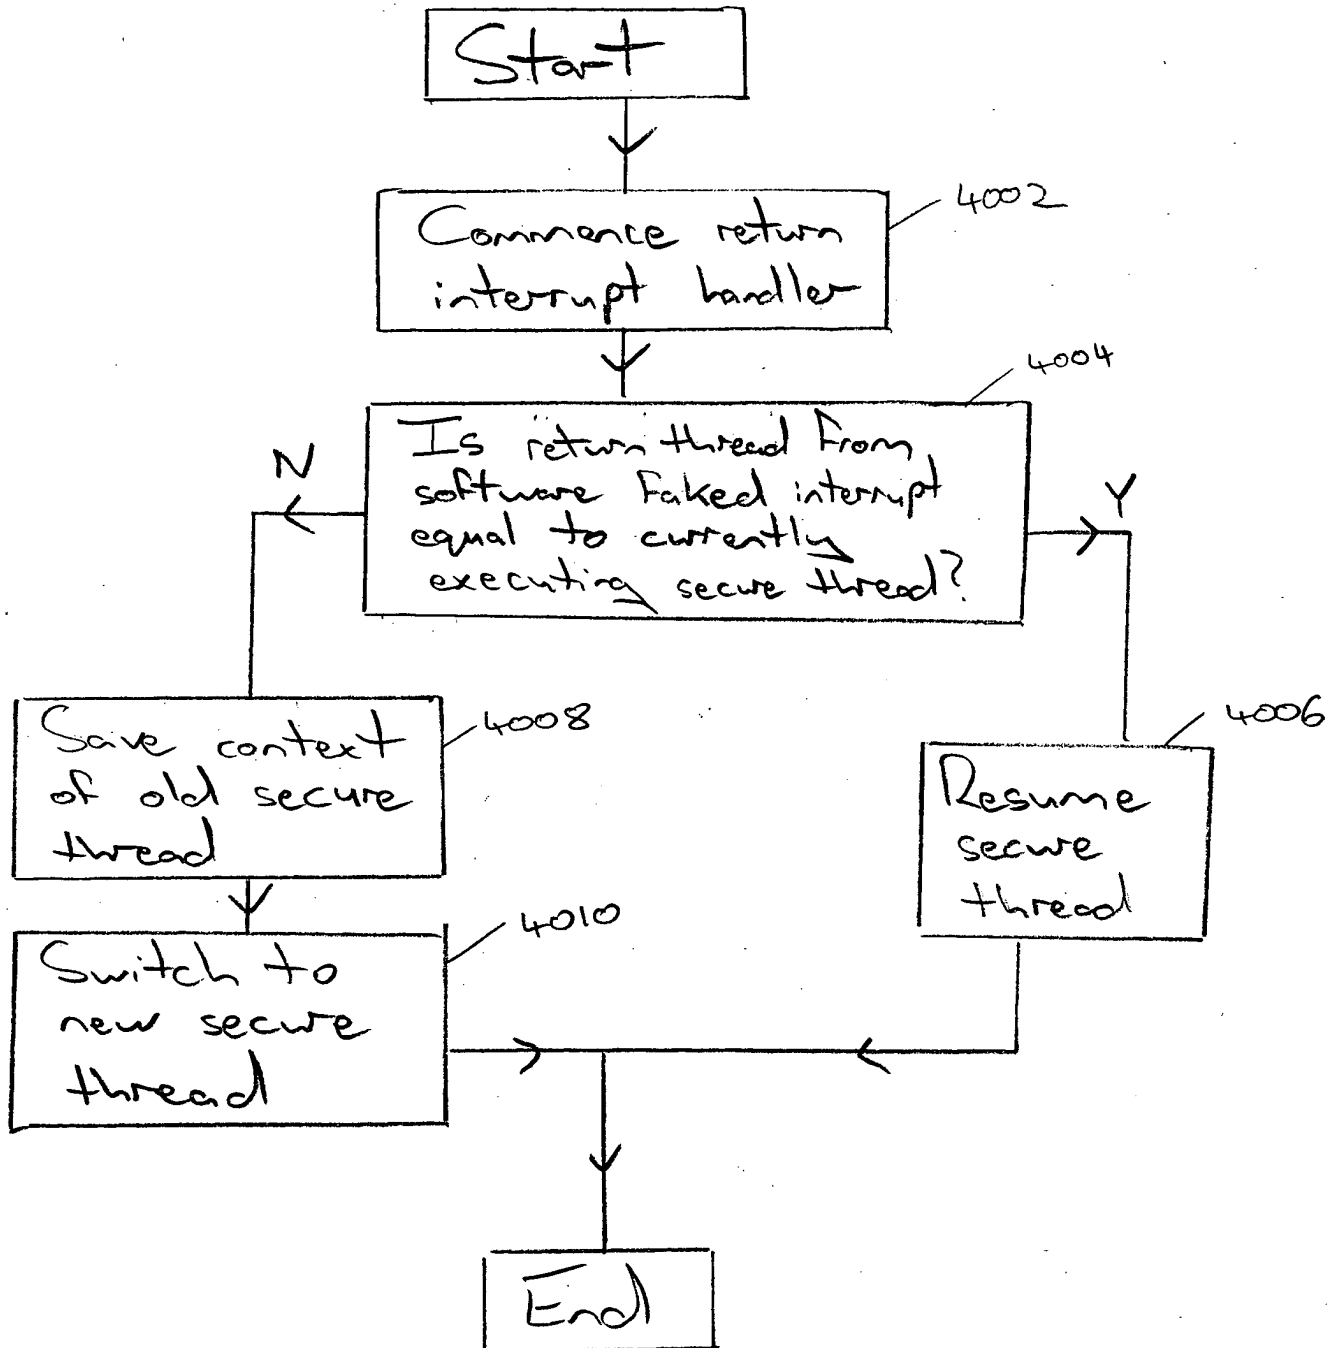 Start
4002
Commence return
interrupt handler
4004
Is return thread from
software faked interrupt
equal to currently
executing secure thread?
N
Y
4008
Save context
of old secure
thread
4006
Resume
secure
thread
4010
Switch to
new secure
thread
End